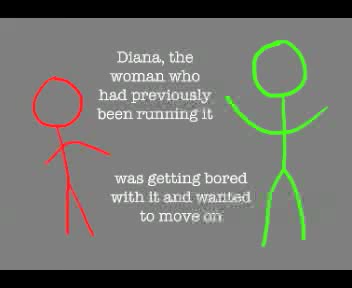 Diana, the
woman who
had previously
been running it
was getting bored
with it and wanted
to move on